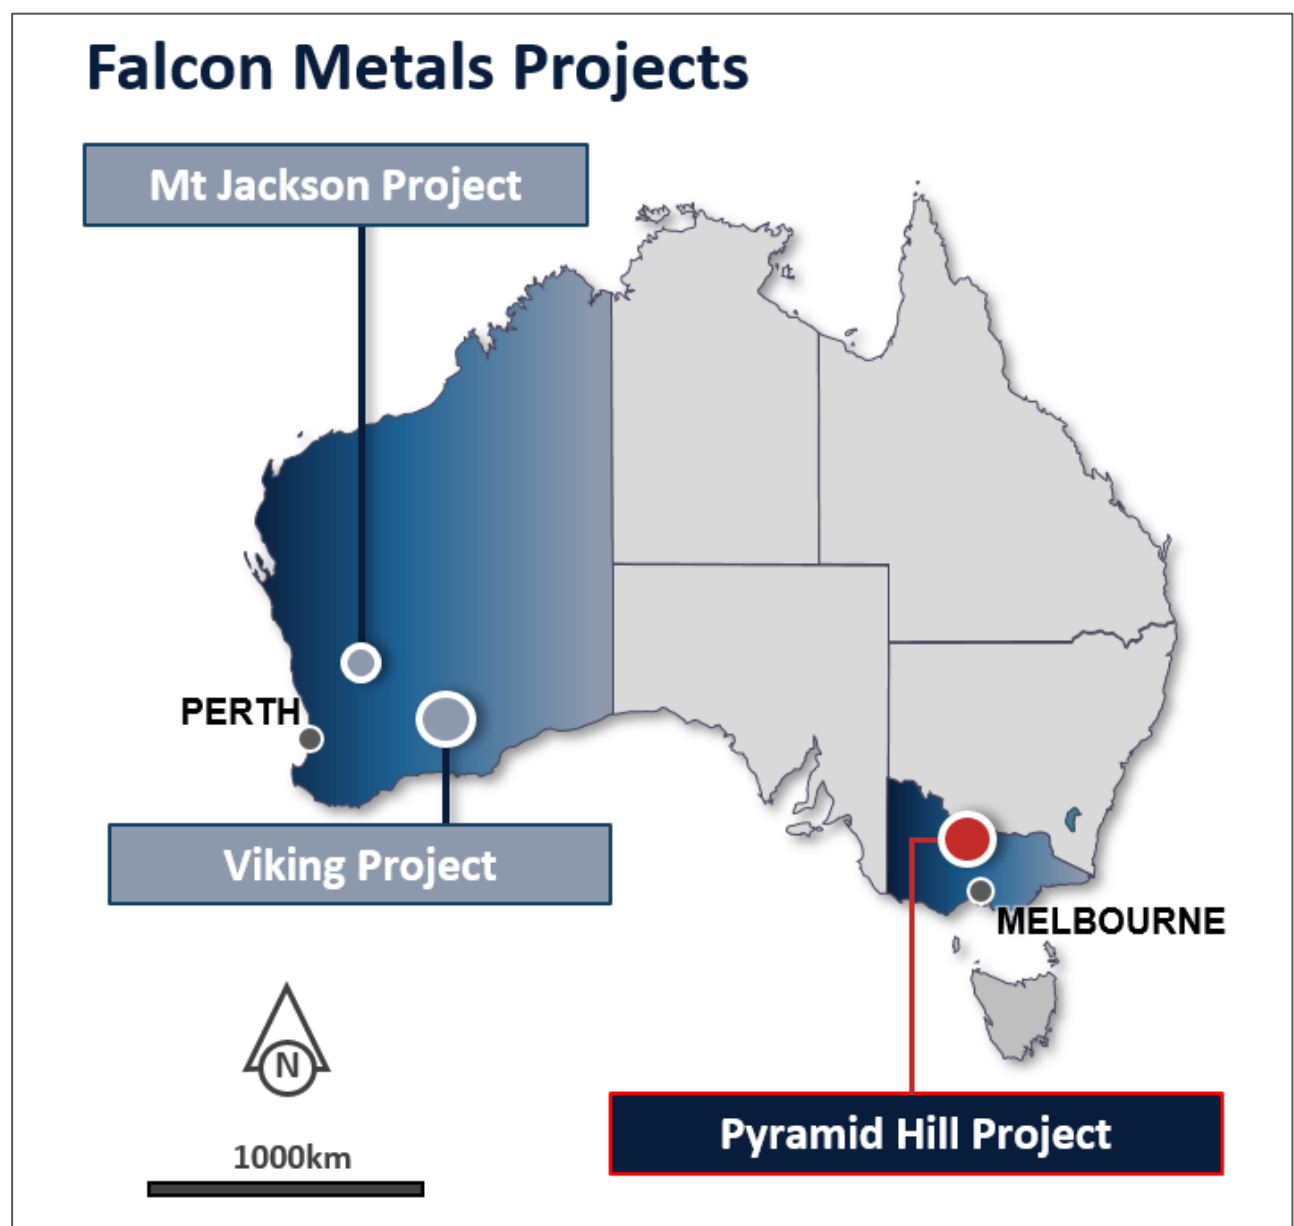 Falcon Metals Projects
Mt Jackson Project
PERTH
Viking Project
MELBOURNE
N
1000km
Pyramid Hill Project